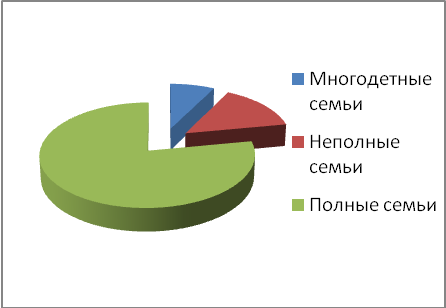 Многодетные
семьи
Неполные
семьи
Полные семьи